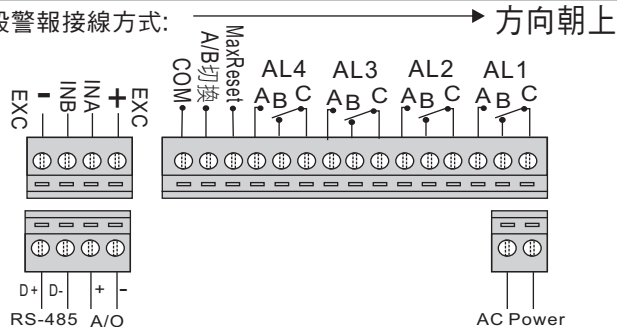 段警報接線方式: 方向朝上
EXC - INB INA + EXC
COM A/B切換 MaxReset
AL4 AL3 AL2 AL1
A B C A B C A B C A B C
D+ D- + -
RS-485 A/O AC Power